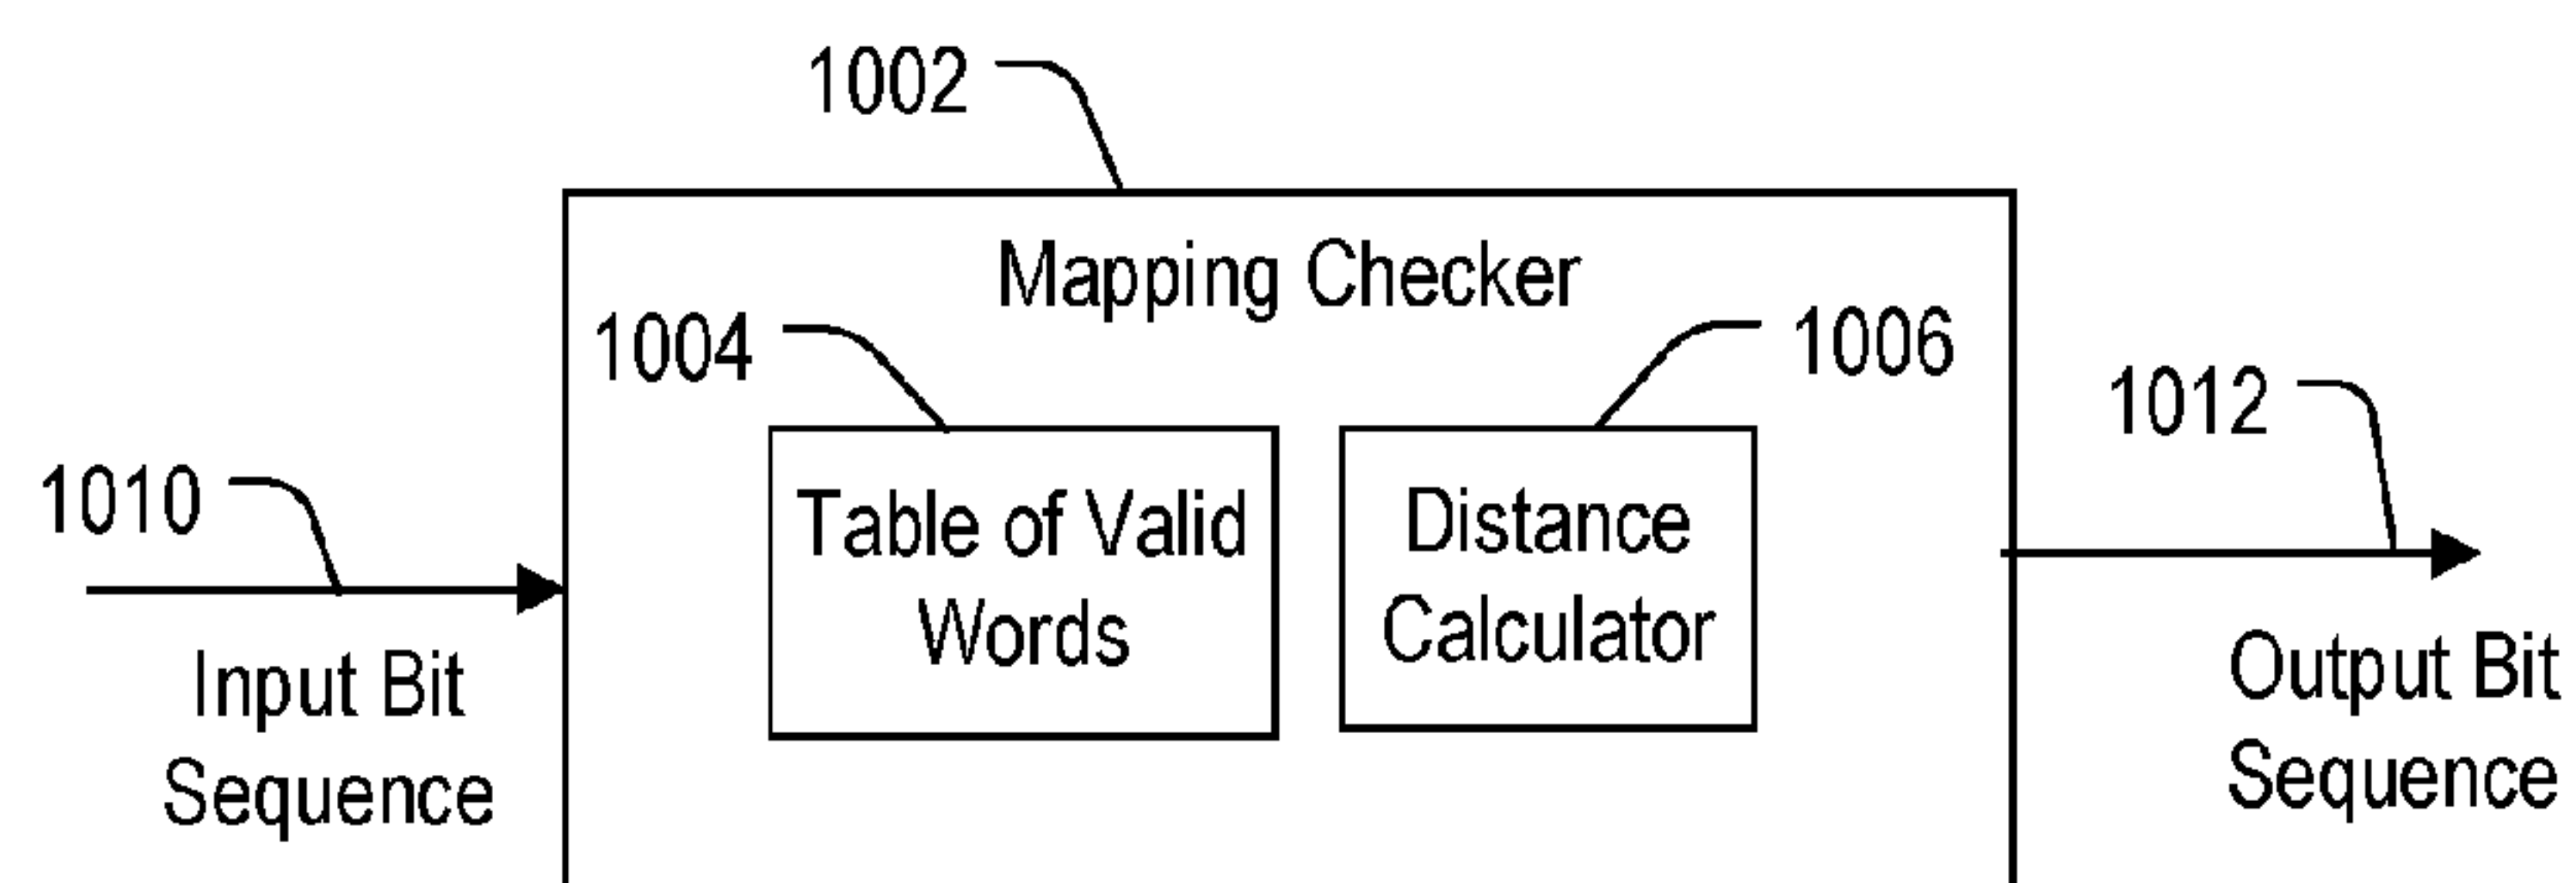 1002
Mapping Checker
1004
1006
1012
1010
Table of Valid
Words
Distance
Calculator
Input Bit
Sequence
Output Bit
Sequence